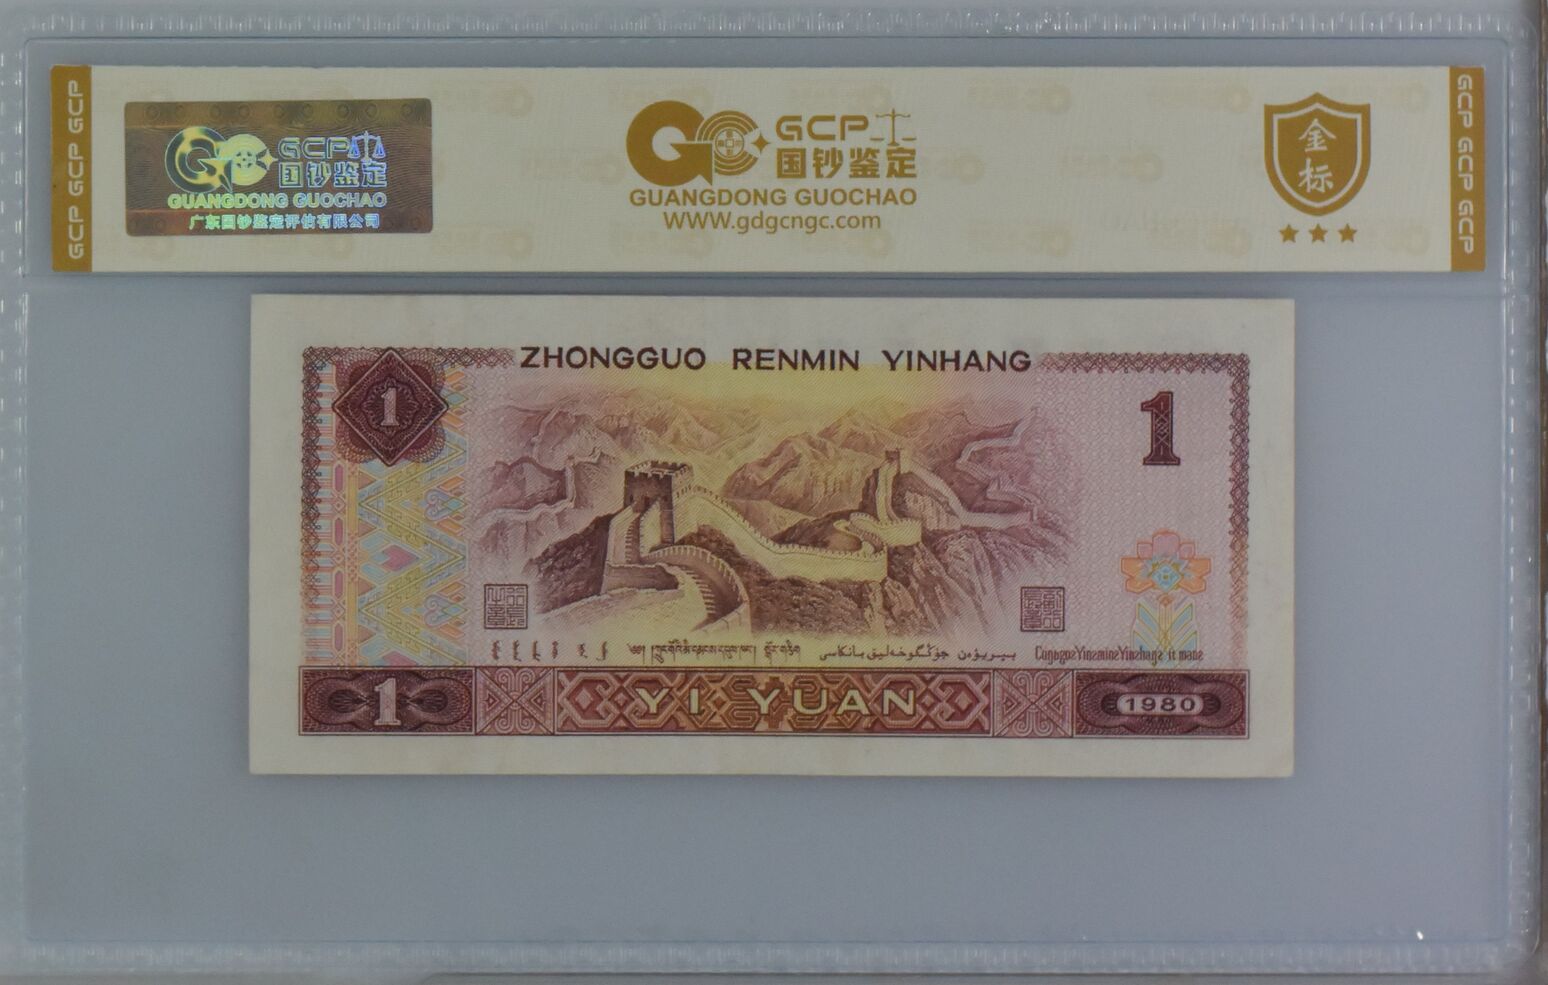 GCP GCP GCP
GCP
国钞鉴定
GUANGDONG GUOCHAO
广东国钞鉴定评估有限公司
GCP
国钞鉴定
GUANGDONG GUOCHAO
WWW.gdgcngc.com
金
标
GCP GCP GCP
ZHONGGUO RENMIN YINHANG
1
1
1
YI YUAN
1980